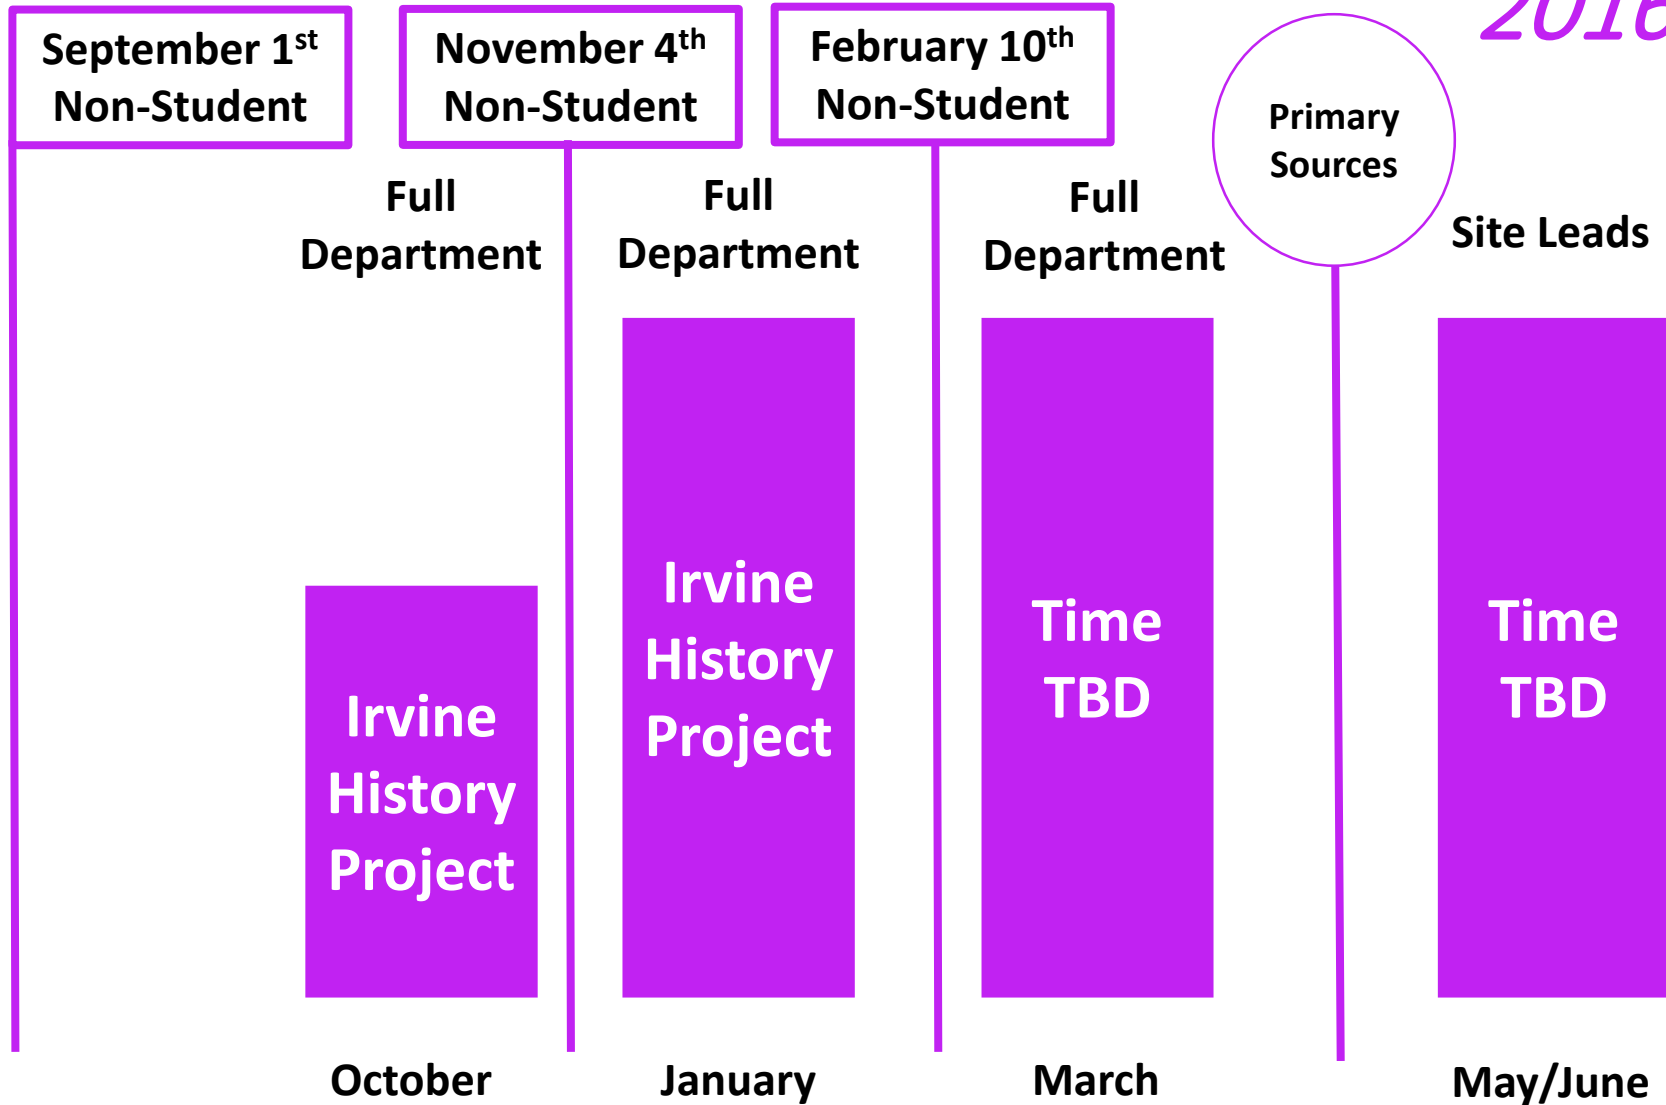 2016
September 1st
Non-Student
November 4th
Non-Student
February 10th
Non-Student
Primary
Sources
Full
Department
Full
Department
Full
Department
Site Leads
Irvine
History
Project
Irvine
History
Project
Time
TBD
Time
TBD
October
January
March
May/June